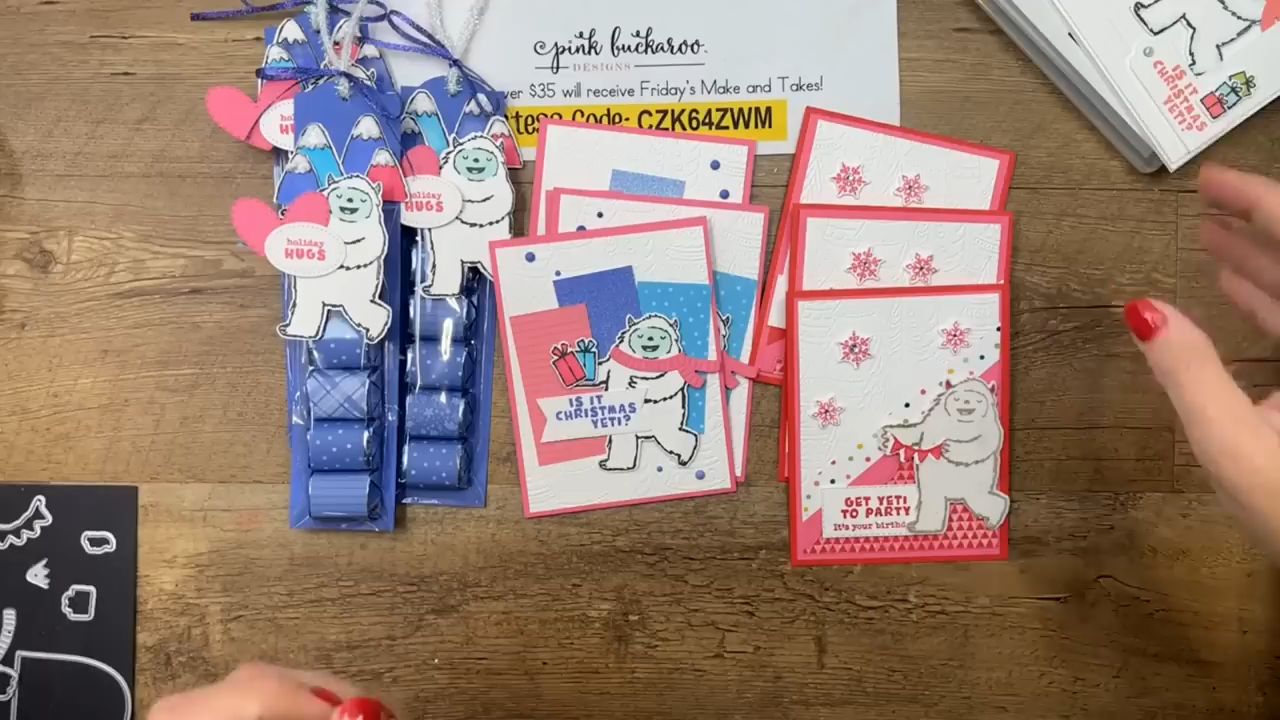 pink buckaroo.
DESIGNS
over $35 will receive Friday's Make and Takes!
Code: CZK64ZWM
holiday
HUGS
holiday
HUGS
IS IT
CHRISTMAS
YETI?
GET YETI
TO PARTY
It's your birthd
IS IT
CHRISTMAS
YETI?